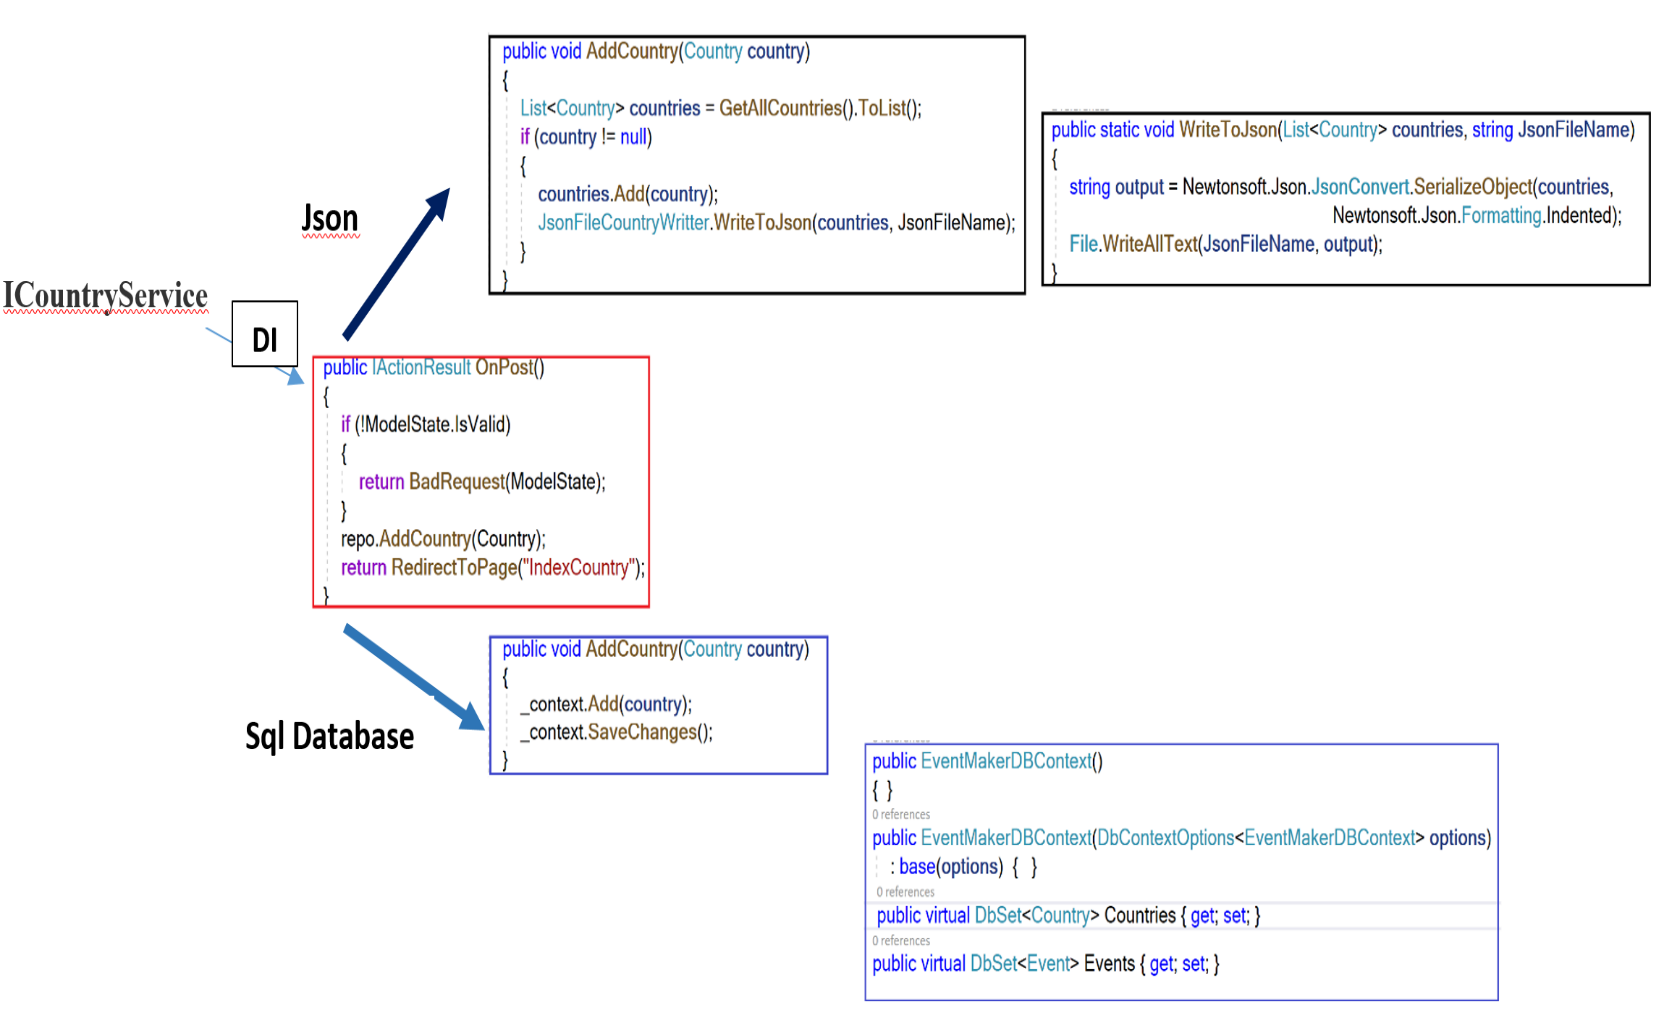 public void AddCountry(Country country)
{
List<Country> countries = GetAllCountries().ToList();
if (country != null)
{
countries.Add(country);
JsonFileCountryWritter.WriteToJson(countries, JsonFileName);
}
}
public static void WriteToJson(List<Country> countries, string JsonFileName)
{
string output = Newtonsoft.Json.JsonConvert.SerializeObject(countries,
Newtonsoft.Json.Formatting.Indented);
File.WriteAllText(JsonFileName, output);
}
Json
ICountryService
DI
public IActionResult OnPost()
{
if (!ModelState.IsValid)
{
return BadRequest(ModelState);
}
repo.AddCountry(Country);
return RedirectToPage("IndexCountry");
}
Sql Database
public void AddCountry(Country country)
{
_context.Add(country);
_context.SaveChanges();
}
public EventMakerDBContext()
{ }
0 references
public EventMakerDBContext(DbContextOptions<EventMakerDBContext> options)
: base(options) { }
0 references
public virtual DbSet<Country> Countries { get; set; }
0 references
public virtual DbSet<Event> Events { get; set; }